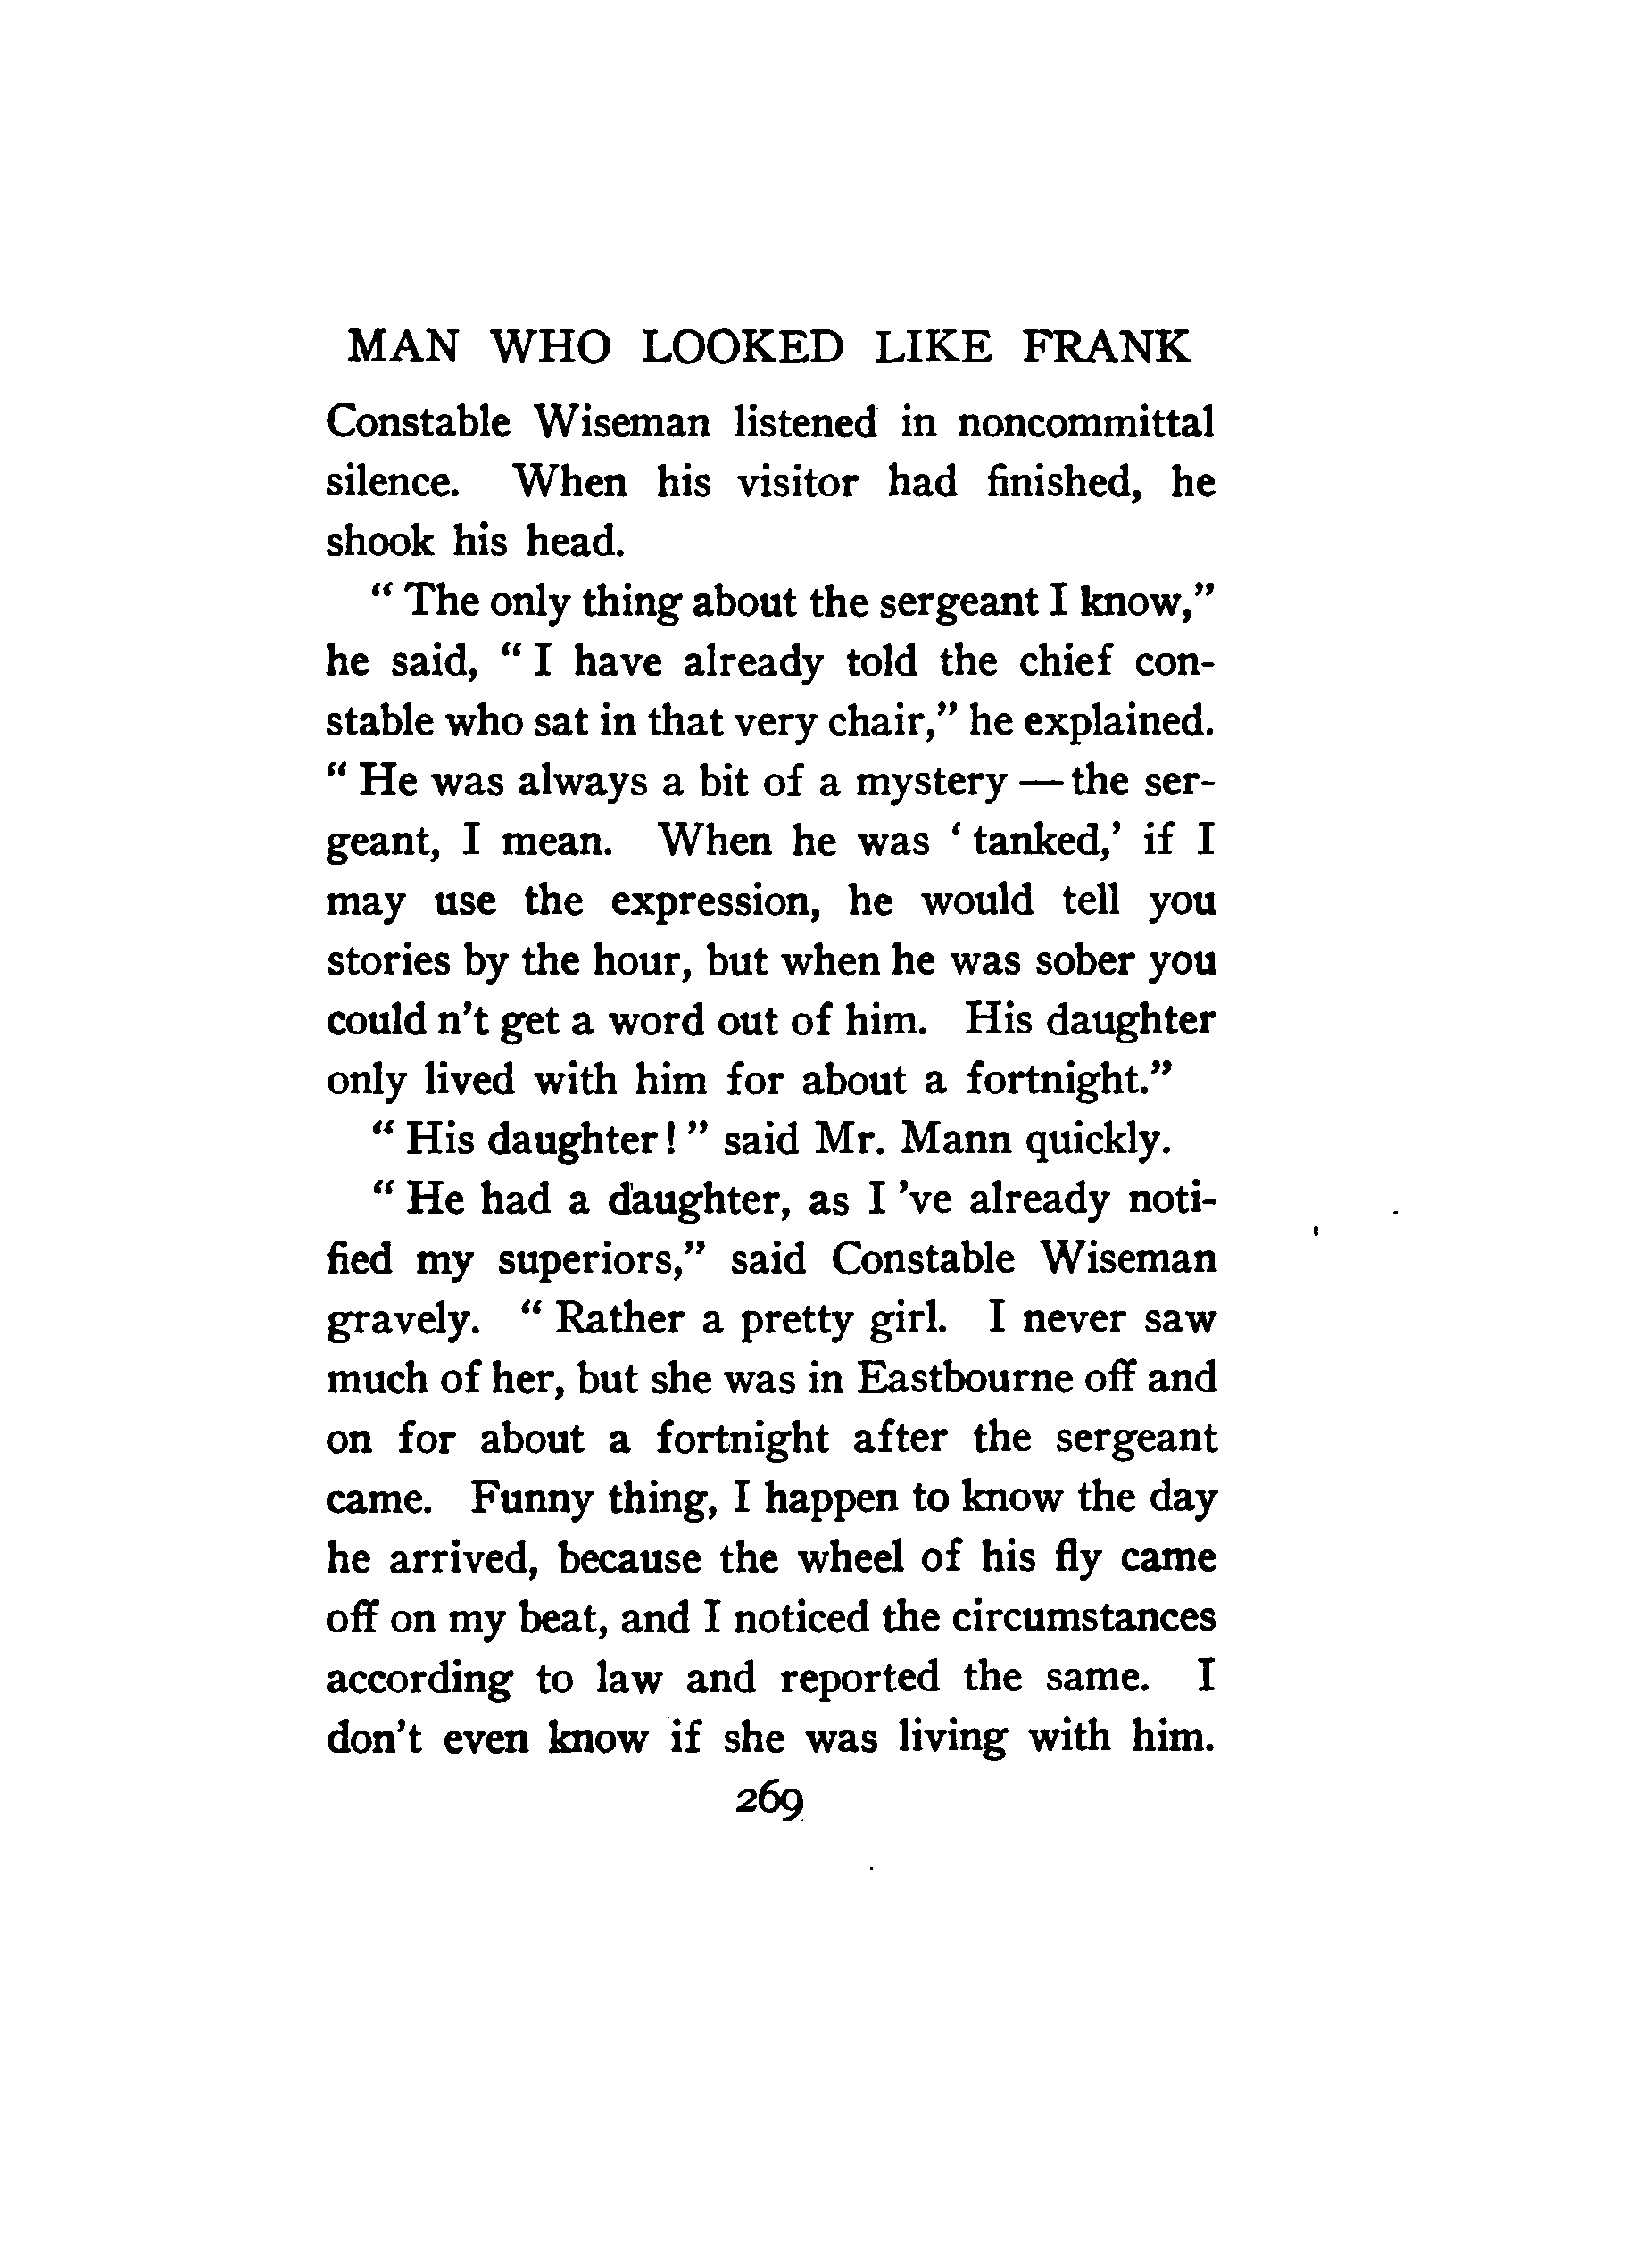 MAN WHO LOOKED LIKE FRANK
Constable Wiseman listened in noncommittal
silence. When his visitor had finished, he
shook his head.
“ The only thing about the sergeant I know,”
he said, “ I have already told the chief con-
stable who sat in that very chair,” he explained.
“ He was always a bit of a mystery — the ser-
geant, I mean. When he was ‘ tanked,’ if I
may use the expression, he would tell you
stories by the hour, but when he was sober you
could n’t get a word out of him. His daughter
only lived with him for about a fortnight.”
“ His daughter! ” said Mr. Mann quickly.
“ He had a daughter, as I ’ve already noti-
fied my superiors,” said Constable Wiseman
gravely. “ Rather a pretty girl. I never saw
much of her, but she was in Eastbourne off and
on for about a fortnight after the sergeant
came. Funny thing, I happen to know the day
he arrived, because the wheel of his fly came
off on my beat, and I noticed the circumstances
according to law and reported the same. I
don’t even know if she was living with him.
269